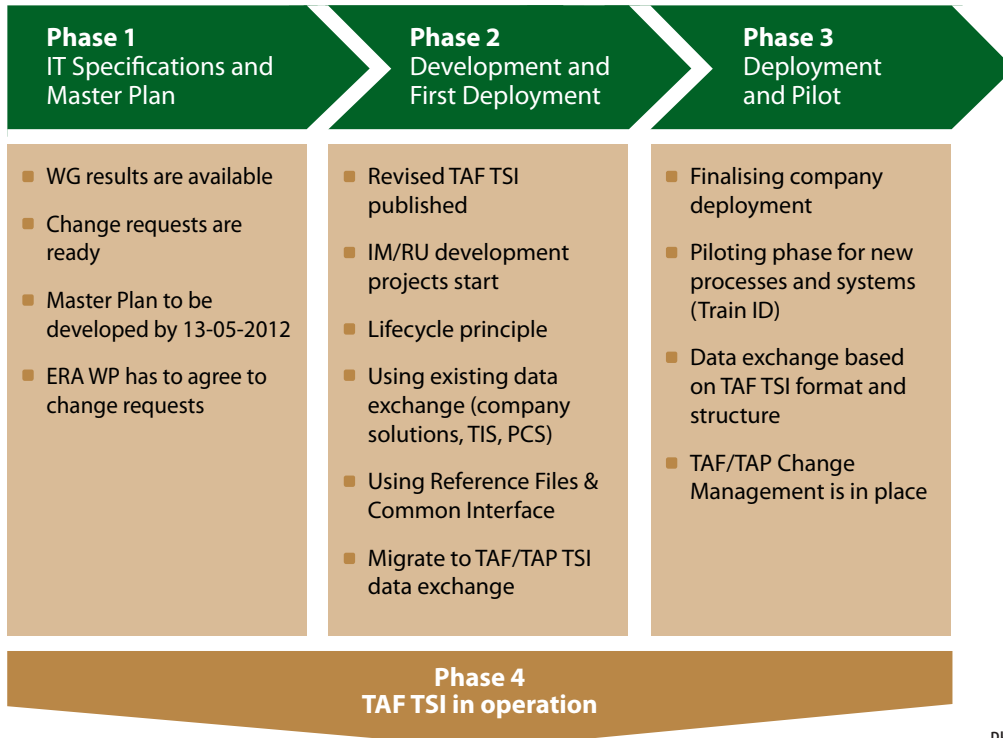 Phase 1
IT Specifications and
Master Plan
Phase 2
Development and
First Deployment
Phase 3
Deployment
and Pilot
WG results are available
Change requests are
ready
Master Plan to be
developed by 13-05-2012
ERA WP has to agree to
change requests
Revised TAF TSI
published
IM/RU development
projects start
Lifecycle principle
Using existing data
exchange (company
solutions, TIS, PCS)
Using Reference Files &
Common Interface
Migrate to TAF/TAP TSI
data exchange
Finalising company
deployment
Piloting phase for new
processes and systems
(Train ID)
Data exchange based
on TAF TSI format and
structure
TAF/TAP Change
Management is in place
Phase 4
TAF TSI in operation